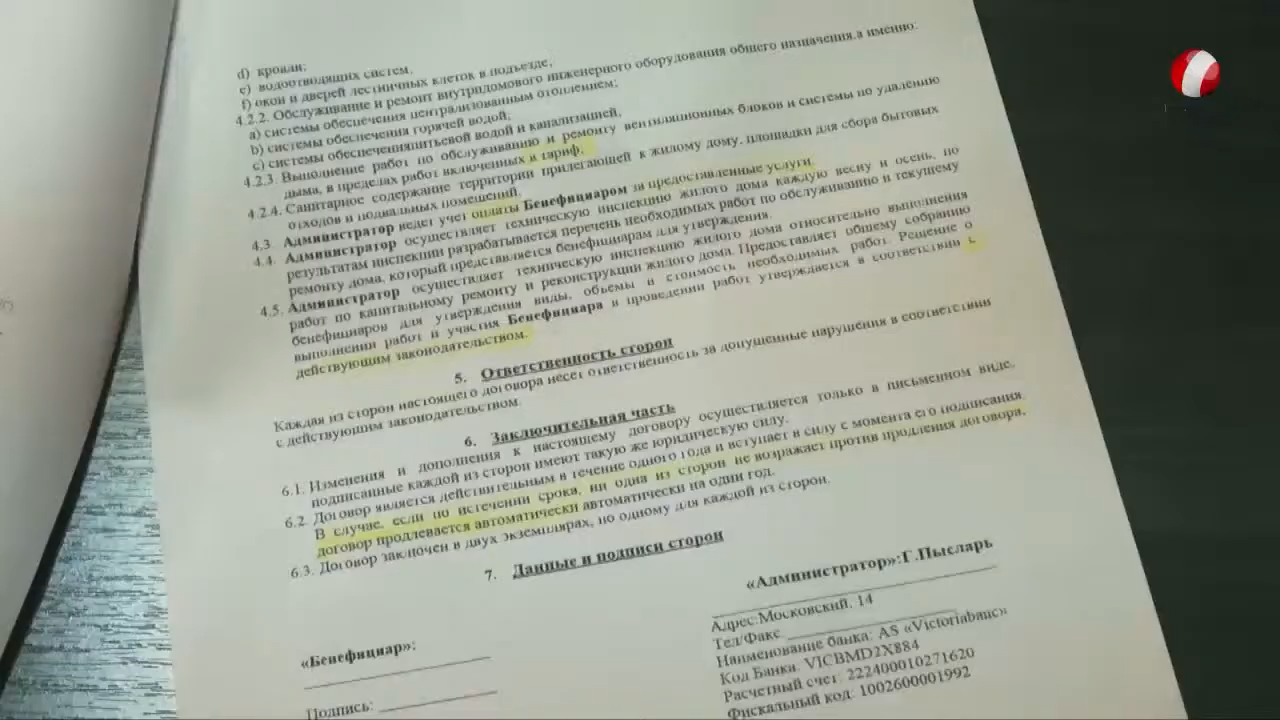 d) кровли;
e) водоотводящих систем,
f) окон и дверей лестничных клеток в подъезде;
4.2.2. Обслуживание и ремонт внутридомового инженерного оборудования общего назначения,а именно:
a) системы обеспечения централизованным отоплением;
b) системы обеспечения горячей водой;
c) системы обеспеченияпитьевой водой и канализацией,
4.2.3. Выполнение работ по обслуживанию и ремонту вентиляционных блоков и системы по удалению
дыма, в пределах работ включенных в тариф;
4.2.4. Санитарное содержание территории прилегающей к жилому дому, площадки для сбора бытовых
отходов и подвальных помещений,
4.3. Администратор ведет учет оплаты Бенефициаром за предоставленные услуги;
4.4. Администратор осуществляет техническую инспекцию жилого дома каждую весну и осень, по
результатам инспекции разрабатывается перечень необходимых работ по обслуживанию и текущему
ремонту дома, который представляется бенефициарам для утверждения.
4.5. Администратор осуществляет техническую инспекцию жилого дома относительно выполнения
работ по капитальному ремонту и реконструкции жилого дома. Предоставляет общему собранию
бенефициаров для утверждения виды, объемы и стоимость необходимых работ. Решение о
выполнении работ и участия Бенефициара в проведении работ утверждается в соответствии с
действующим законодательством.
5. Ответственность сторон
Каждая из сторон настоящего договора несет ответственность за допущенные нарушения в соответствии
с действующим законодательством
6. Заключительная часть
6.1. Изменения и дополнения к настоящему договору осуществляется только в письменном виде,
подписанные каждой из сторон имеют такую же юридическую силу.
6.2. Договор является действительным в течение одного года и вступает в силу с момента его подписания.
В случае, если по истечении срока, ни одна из сторон не возражает против продления договора,
договор продлевается автоматически автоматически на один год.
6.3. Договор заключен в двух экземплярах, по одному для каждой из сторон.
7. Данные и подписи сторон
«Бенефициар»:
Подпись:
«Администратор»:Г.Пысларь
Адрес:Московский, 14
Тел/Факс
Наименование банка: AS «Victoriabanc»
Код Банка: VICBMD2X884
Расчетный счет: 222400010271620
Фискальный код: 1002600001992